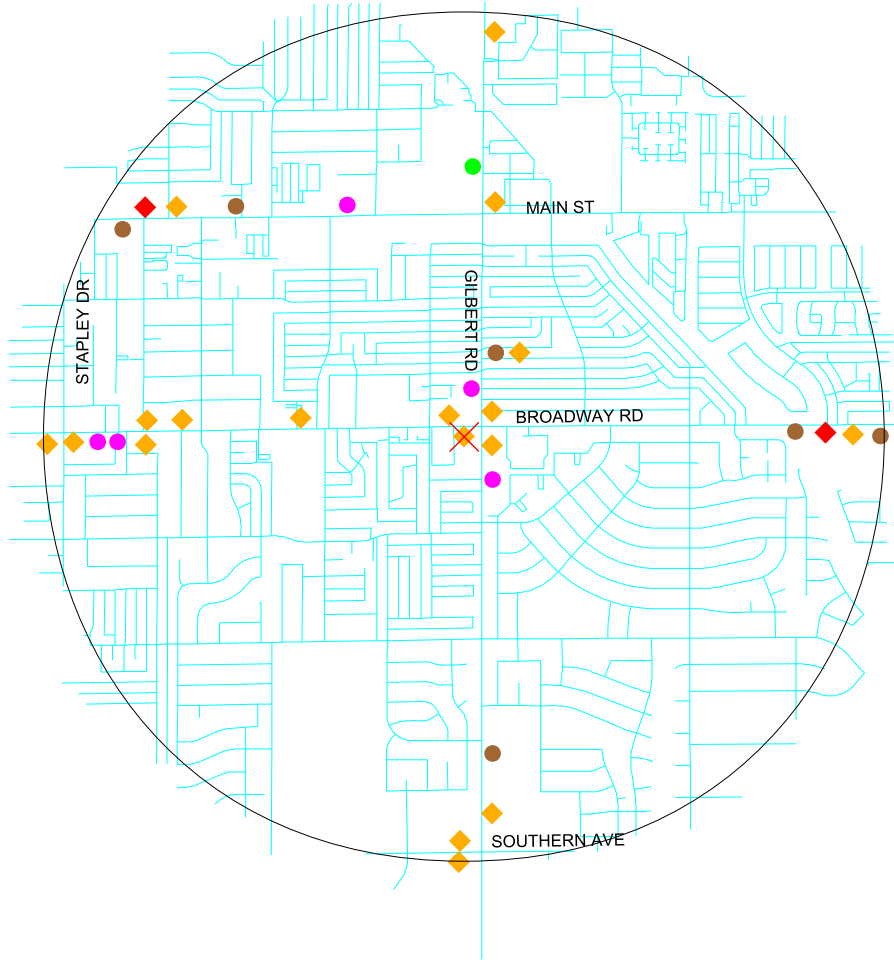 MAIN ST
GILBERT RD
STAPLEY DR
BROADWAY RD
SOUTHERN AVE